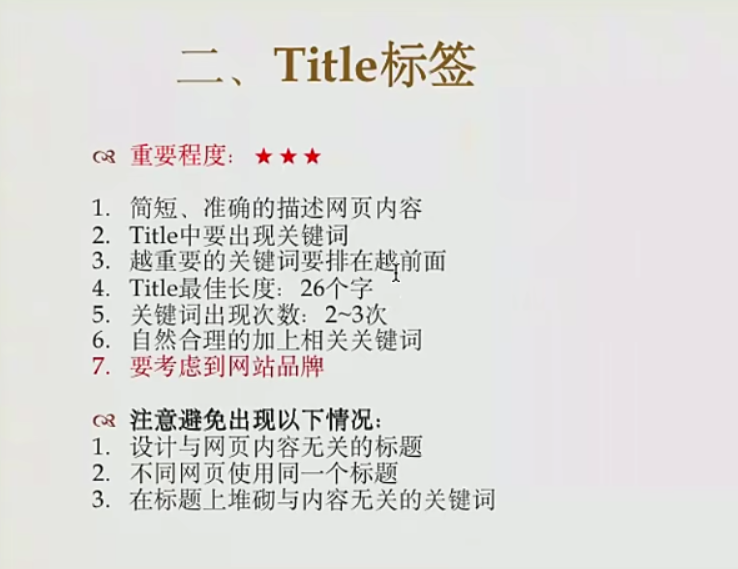 二、Title标签
重要程度：★★★
1. 简短、准确的描述网页内容
2. Title中要出现关键词
3. 越重要的关键词要排在越前面
4. Title最佳长度：26个字
5. 关键词出现次数：2~3次
6. 自然合理的加上相关关键词
7. 要考虑到网站品牌
注意避免出现以下情况：
1. 设计与网页内容无关的标题
2. 不同网页使用同一个标题
3. 在标题上堆砌与内容无关的关键词